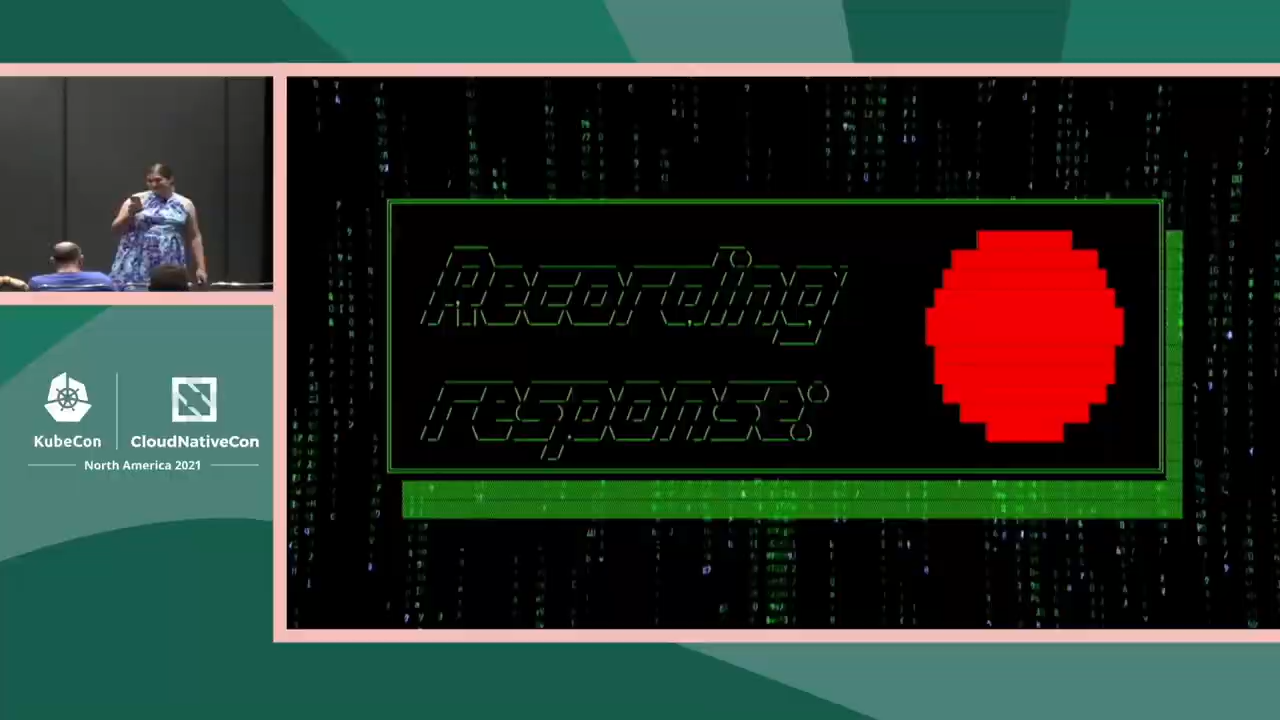 Recording
response:
KubeCon
CloudNativeCon
North America 2021